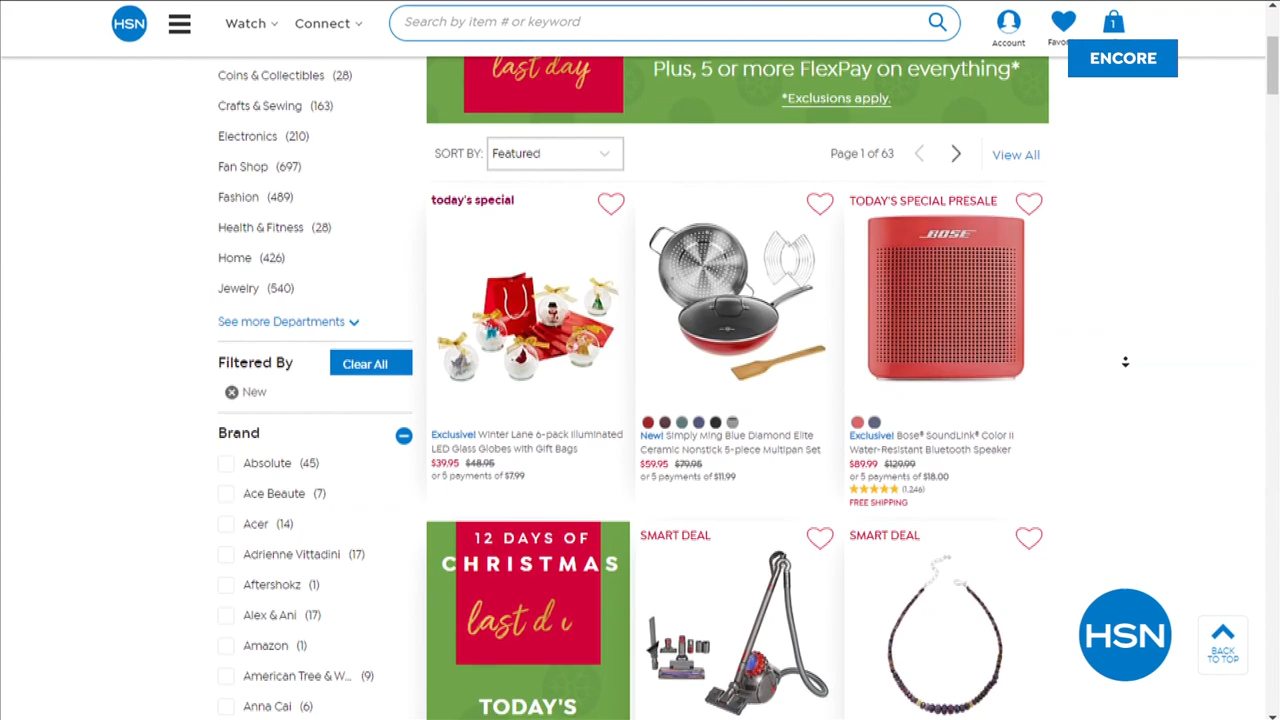 HSN
Watch
Connect
Search by item # or keyword
Account
1
ENCORE
Coins & Collectibles (28)
Crafts & Sewing (163)
Electronics (210)
Fan Shop (697)
Fashion (489)
Health & Fitness (28)
Home (426)
Jewelry (540)
See more Departments
Filtered By
Clear All
New
Brand
Absolute (45)
Ace Beaute (7)
Acer (14)
Adrienne Vittadini (17)
Aftershokz (1)
Alex & Ani (17)
Amazon (1)
American Tree & W... (9)
Anna Cai (6)
last day
Plus, 5 or more FlexPay on everything*
*Exclusions apply.
SORT BY: Featured
Page 1 of 63
View All
today's special
Exclusive! Winter Lane 6-pack Illuminated
LED Glass Globes with Gift Bags
$39.95 $48.95
or 5 payments of $7.99
New! Simply Ming Blue Diamond Elite
Ceramic Nonstick 5-piece Multipan Set
$59.95 $79.95
or 5 payments of $11.99
TODAY'S SPECIAL PRESALE
BOSE
Exclusive! Bose® SoundLink® Color II
Water-Resistant Bluetooth Speaker
$89.99 $129.99
or 5 payments of $18.00
(1,246)
FREE SHIPPING
12 DAYS OF
CHRISTMAS
TODAY'S
SMART DEAL
SMART DEAL
HSN
BACK
TO TOP